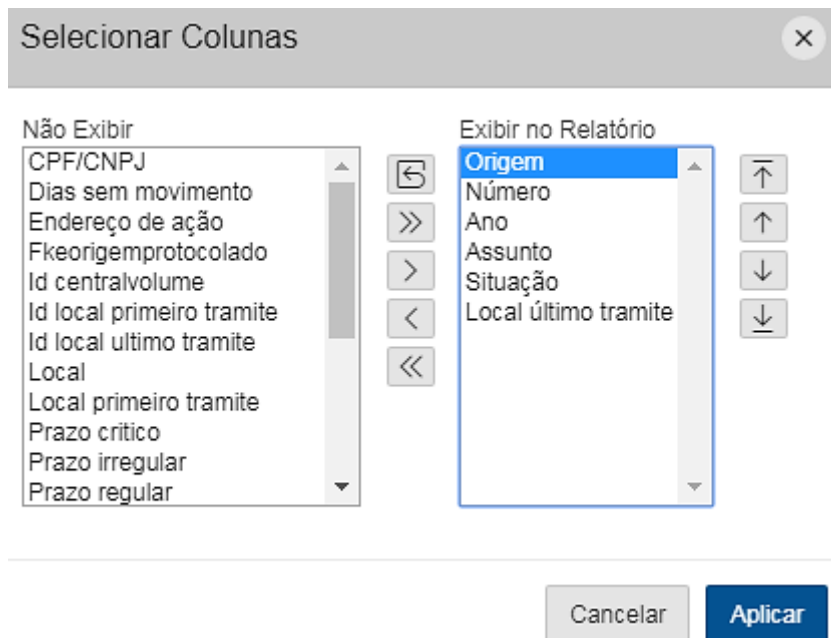 Selecionar Colunas
Não Exibir
CPF/CNPJ
Dias sem movimento
Endereço de ação
Fkeorigemprotocolado
Id centralvolume
Id local primeiro tramite
Id local ultimo tramite
Local
Local primeiro tramite
Prazo critico
Prazo irregular
Prazo regular
Exibir no Relatório
Origem
Número
Ano
Assunto
Situação
Local último tramite
Cancelar
Aplicar